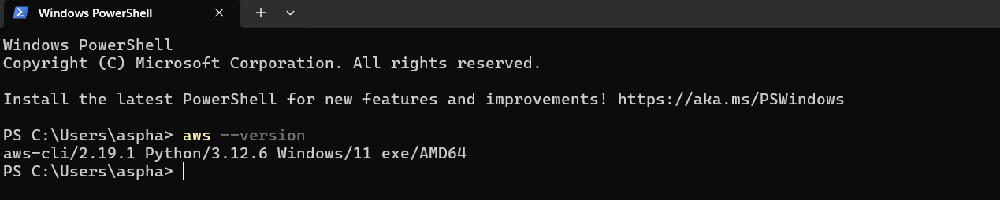 Windows PowerShell
Windows PowerShell
Copyright (C) Microsoft Corporation. All rights reserved.
Install the latest PowerShell for new features and improvements! https://aka.ms/PSWindows
PS C:\Users\aspha> aws --version
aws-cli/2.19.1 Python/3.12.6 Windows/11 exe/AMD64
PS C:\Users\aspha>